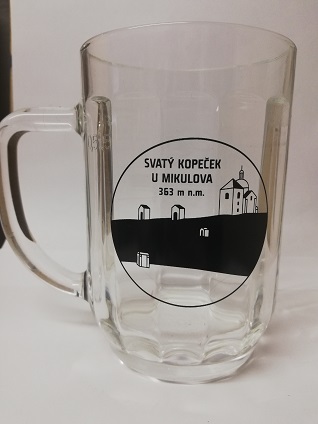 SVATÝ KOPEČEK
U MIKULOVA
363 m n.m.